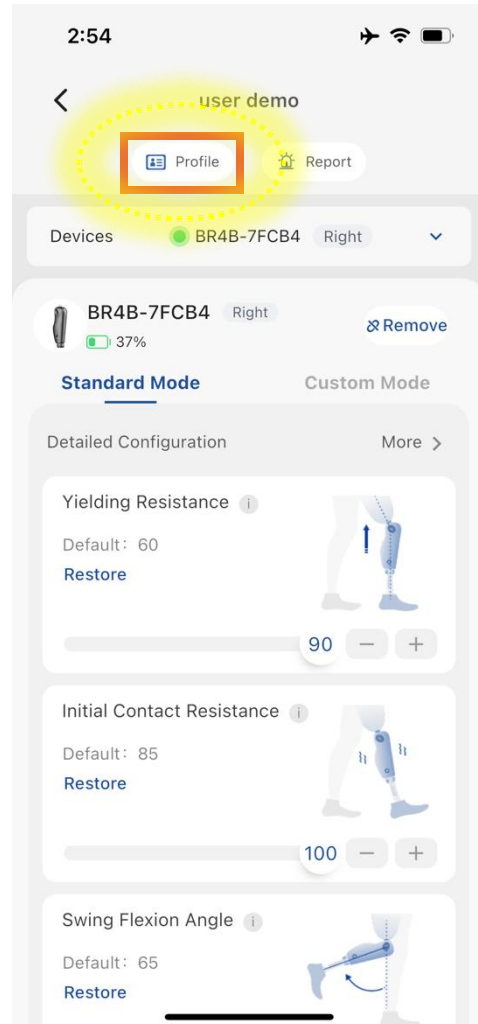 2:54
user demo
Profile Report
Devices BR4B-7FCB4 Right
BR4B-7FCB4 Right
37%
Remove
Standard Mode Custom Mode
Detailed Configuration More
Yielding Resistance i
Default: 60
Restore
90 − +
Initial Contact Resistance i
Default: 85
Restore
100 − +
Swing Flexion Angle i
Default: 65
Restore